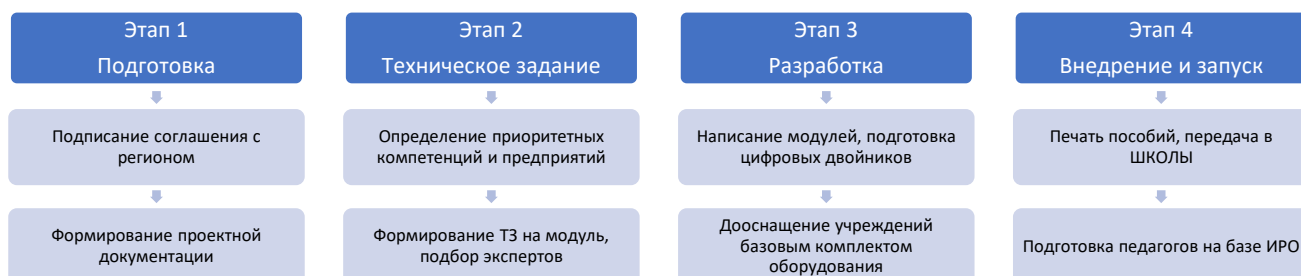 Этап 1
Подготовка
Подписание соглашения с
регионом
Формирование проектной
документации
Этап 2
Техническое задание
Определение приоритетных
компетенций и предприятий
Формирование ТЗ на модуль,
подбор экспертов
Этап 3
Разработка
Написание модулей, подготовка
цифровых двойников
Дооснащение учреждений
базовым комплектом
оборудования
Этап 4
Внедрение и запуск
Печать пособий, передача в
ШКОЛЫ
Подготовка педагогов на базе ИРО